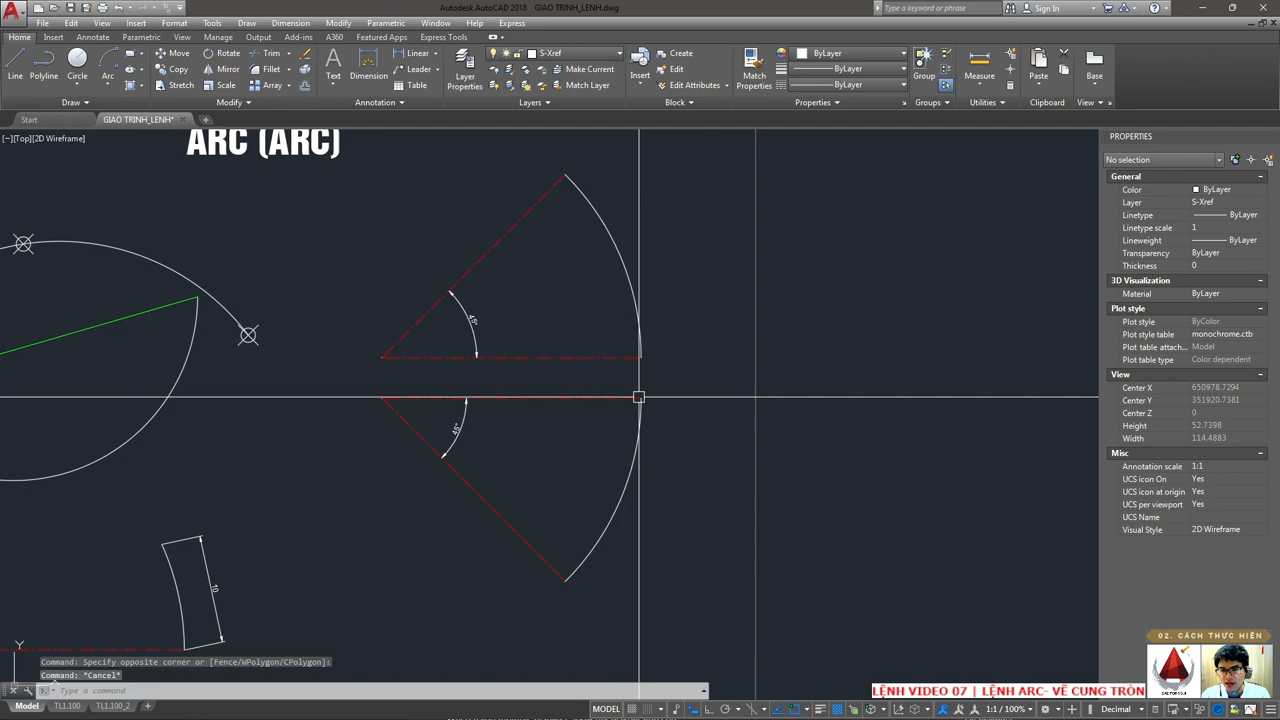 Autodesk AutoCAD 2018 GIAO TRINH_LENH.dwg
Type a keyword or phrase
Sign In
File Edit View Insert Format Tools Draw Dimension Modify Parametric Window Help Express
Home Insert Annotate Parametric View Manage Output Add-ins A360 Featured Apps Express Tools
Line Polyline Circle Arc
Move Rotate Trim
Copy Mirror Fillet
Stretch Scale Array
Text Dimension
Linear
Leader
Table
Layer Properties
S-Xref
Make Current
Match Layer
Insert
Create
Edit
Edit Attributes
Match Properties
ByLayer
ByLayer
ByLayer
Group
Measure
Paste
Base
Draw Modify Annotation Layers Block Properties Groups Utilities Clipboard View
Start GIAO TRINH_LENH*
[−][Top][2D Wireframe]
ARC (ARC)
45°
45°
10
Y
PROPERTIES
No selection
General
Color ByLayer
Layer S-Xref
Linetype ByLayer
Linetype scale 1
Lineweight ByLayer
Transparency ByLayer
Thickness 0
3D Visualization
Material ByLayer
Plot style
Plot style ByColor
Plot style table monochrome.ctb
Plot table attach... Model
Plot table type Color dependent
View
Center X 650978.7294
Center Y 351920.7381
Center Z 0
Height 52.7398
Width 114.4883
Misc
Annotation scale 1:1
UCS icon On Yes
UCS icon at origin Yes
UCS per viewport Yes
UCS Name
Visual Style 2D Wireframe
Command: Specify opposite corner or [Fence/WPolygon/CPolygon]:
Command: *Cancel*
Type a command
02. CÁCH THỰC HIỆN
LỆNH VIDEO 07 | LỆNH ARC- VẼ CUNG TRÒN
Model TL1.100 TL1.100_2
MODEL
1:1 / 100%